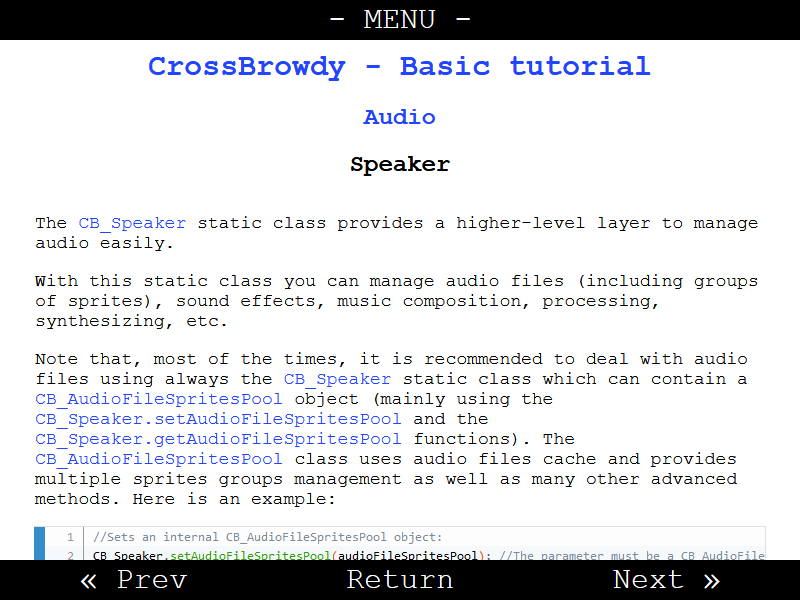 - MENU -
CrossBrowdy - Basic tutorial
Audio
Speaker
The CB_Speaker static class provides a higher-level layer to manage
audio easily.
With this static class you can manage audio files (including groups
of sprites), sound effects, music composition, processing,
synthesizing, etc.
Note that, most of the times, it is recommended to deal with audio
files using always the CB_Speaker static class which can contain a
CB_AudioFileSpritesPool object (mainly using the
CB_Speaker.setAudioFileSpritesPool and the
CB_Speaker.getAudioFileSpritesPool functions). The
CB_AudioFileSpritesPool class uses audio files cache and provides
multiple sprites groups management as well as many other advanced
methods. Here is an example:
1 //Sets an internal CB_AudioFileSpritesPool object:
2 CB_Speaker.setAudioFileSpritesPool(audioFileSpritesPool); //The parameter must be a CB_AudioFile
« Prev Return Next »